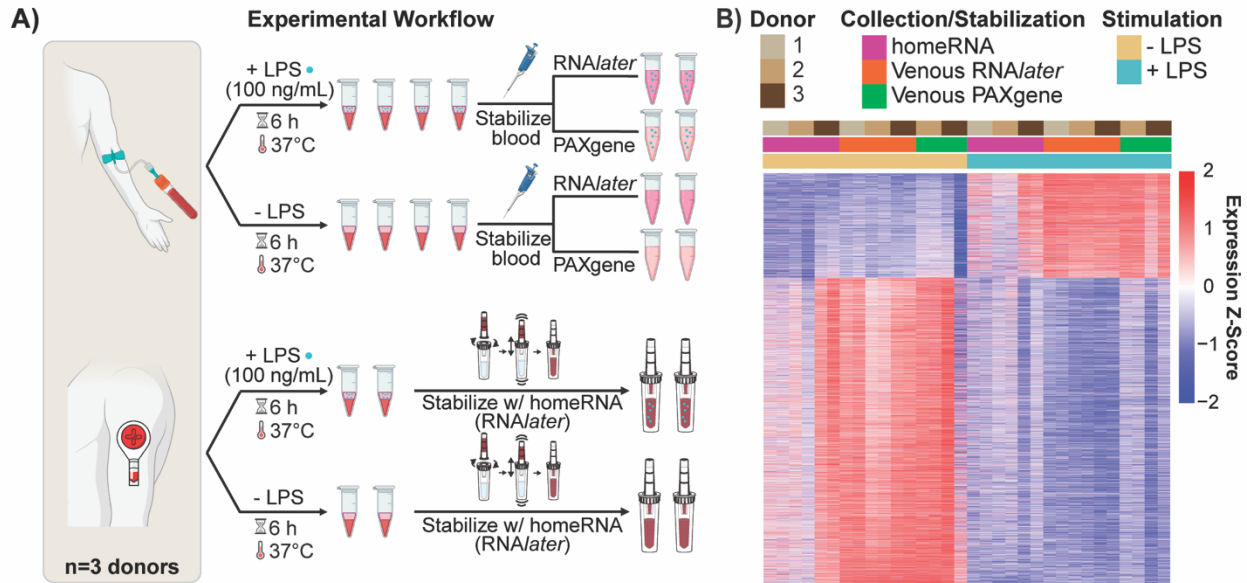 A)
Experimental Workflow
+ LPS
(100 ng/mL)
6 h
37°C
Stabilize
blood
RNAlater
PAXgene
- LPS
6 h
37°C
Stabilize
blood
RNAlater
PAXgene
+ LPS
(100 ng/mL)
6 h
37°C
Stabilize w/ homeRNA
(RNAlater)
- LPS
6 h
37°C
Stabilize w/ homeRNA
(RNAlater)
n=3 donors
B)
Donor
1
2
3
Collection/Stabilization
homeRNA
Venous RNAlater
Venous PAXgene
Stimulation
- LPS
+ LPS
2
1
0
−1
−2
Expression Z-Score